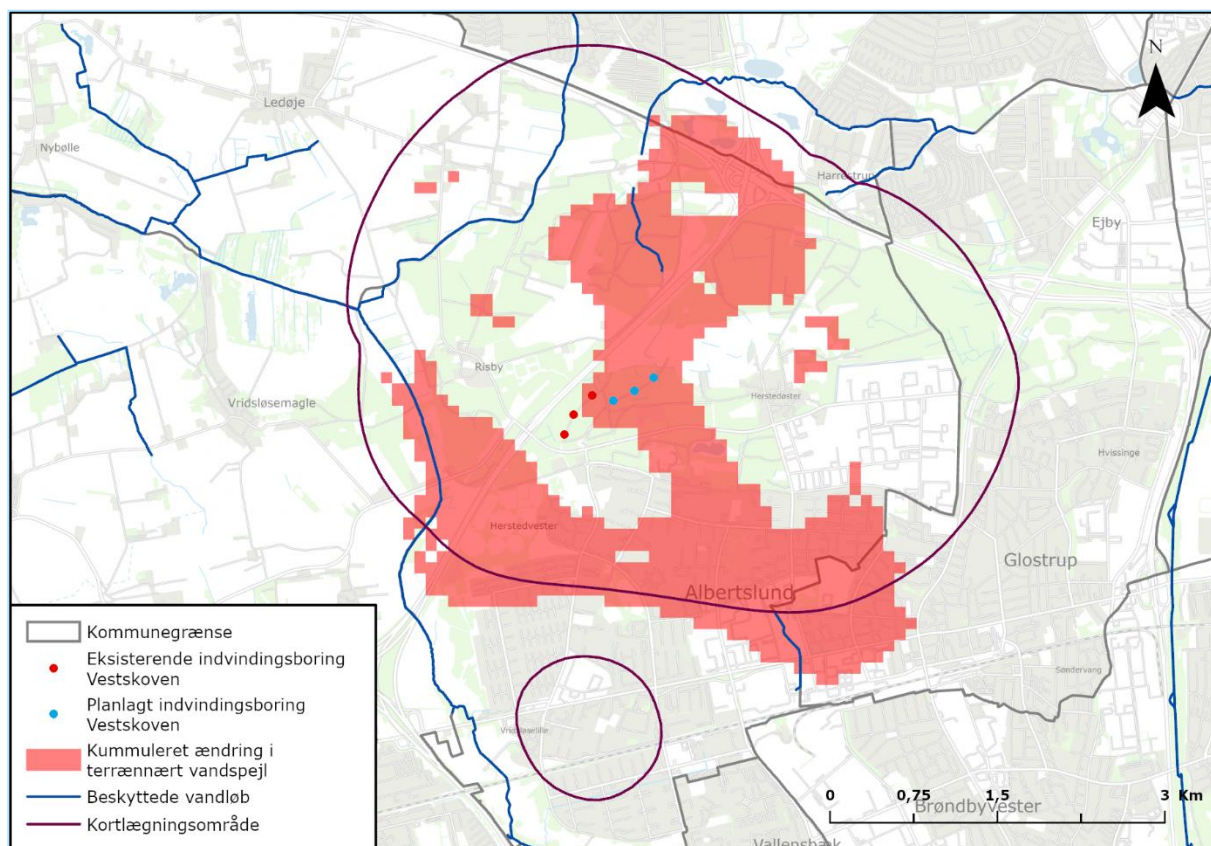 N
Ledøje
Nybølle
Harrestrup
Ejby
Risby
Vridsløsemagle
Herstedøster
Hvissinge
Herstedvester
Glostrup
Albertslund
Søndervang
Vridsløselille
Brøndbyvester
Vallensbæk
0 0,75 1,5 3 Km
Kommunegrænse
Eksisterende indvindingsboring
Vestskoven
Planlagt indvindingsboring
Vestskoven
Kummuleret ændring i
terrænnært vandspejl
Beskyttede vandløb
Kortlægningsområde